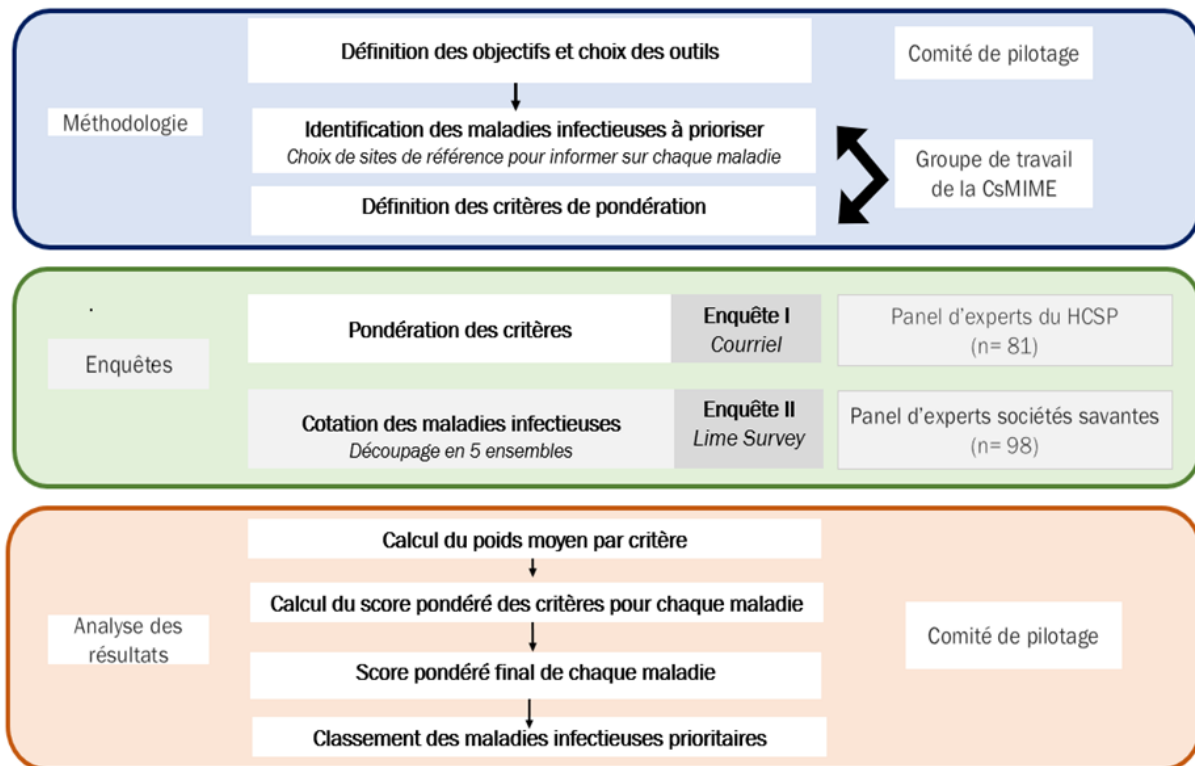 Méthodologie
Définition des objectifs et choix des outils
Comité de pilotage
Identification des maladies infectieuses à prioriser
Choix de sites de référence pour informer sur chaque maladie
Définition des critères de pondération
Groupe de travail
de la CsMIME
Enquêtes
Pondération des critères
Enquête I
Courriel
Panel d'experts du HCSP
(n= 81)
Cotation des maladies infectieuses
Découpage en 5 ensembles
Enquête II
Lime Survey
Panel d'experts sociétés savantes
(n= 98)
Analyse des
résultats
Calcul du poids moyen par critère
Calcul du score pondéré des critères pour chaque maladie
Score pondéré final de chaque maladie
Classement des maladies infectieuses prioritaires
Comité de pilotage